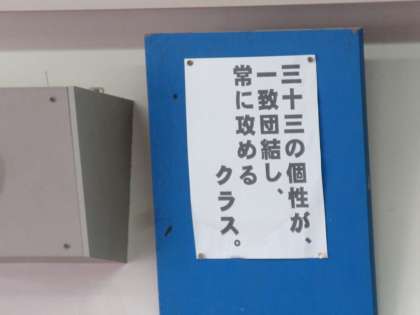 三十三の個性が、
一致団結し、
常に攻める
クラス。